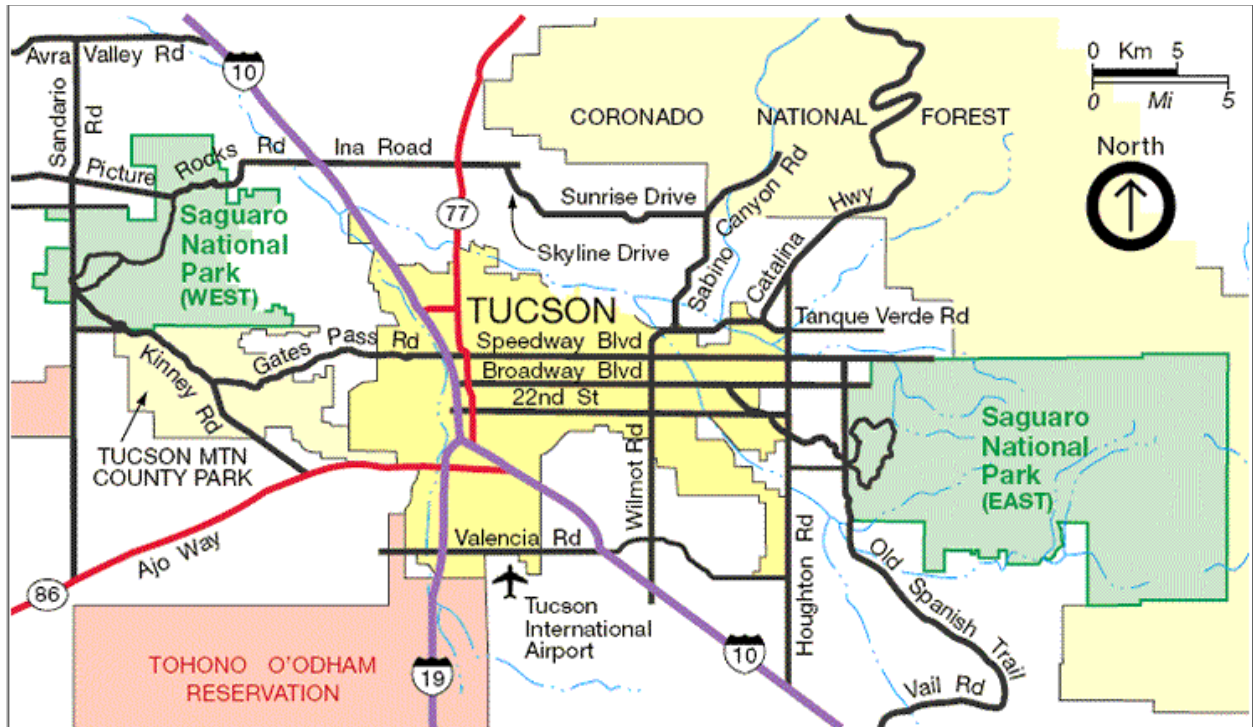 Avra Valley Rd
10
Sandario Rd
CORONADO NATIONAL FOREST
0 Km 5
0 Mi 5
North
Picture Rocks Rd
Ina Road
77
Sunrise Drive
Skyline Drive
Sabino Canyon Rd
Catalina Hwy
Saguaro
National
Park
(WEST)
TUCSON
Tanque Verde Rd
Speedway Blvd
Gates Pass Rd
Broadway Blvd
22nd St
Kinney Rd
TUCSON MTN
COUNTY PARK
Saguaro
National
Park
(EAST)
Wilmot Rd
Ajo Way
Valencia Rd
Houghton Rd
Old Spanish Trail
86
Tucson
International
Airport
TOHONO O'ODHAM
RESERVATION
19
10
Vail Rd